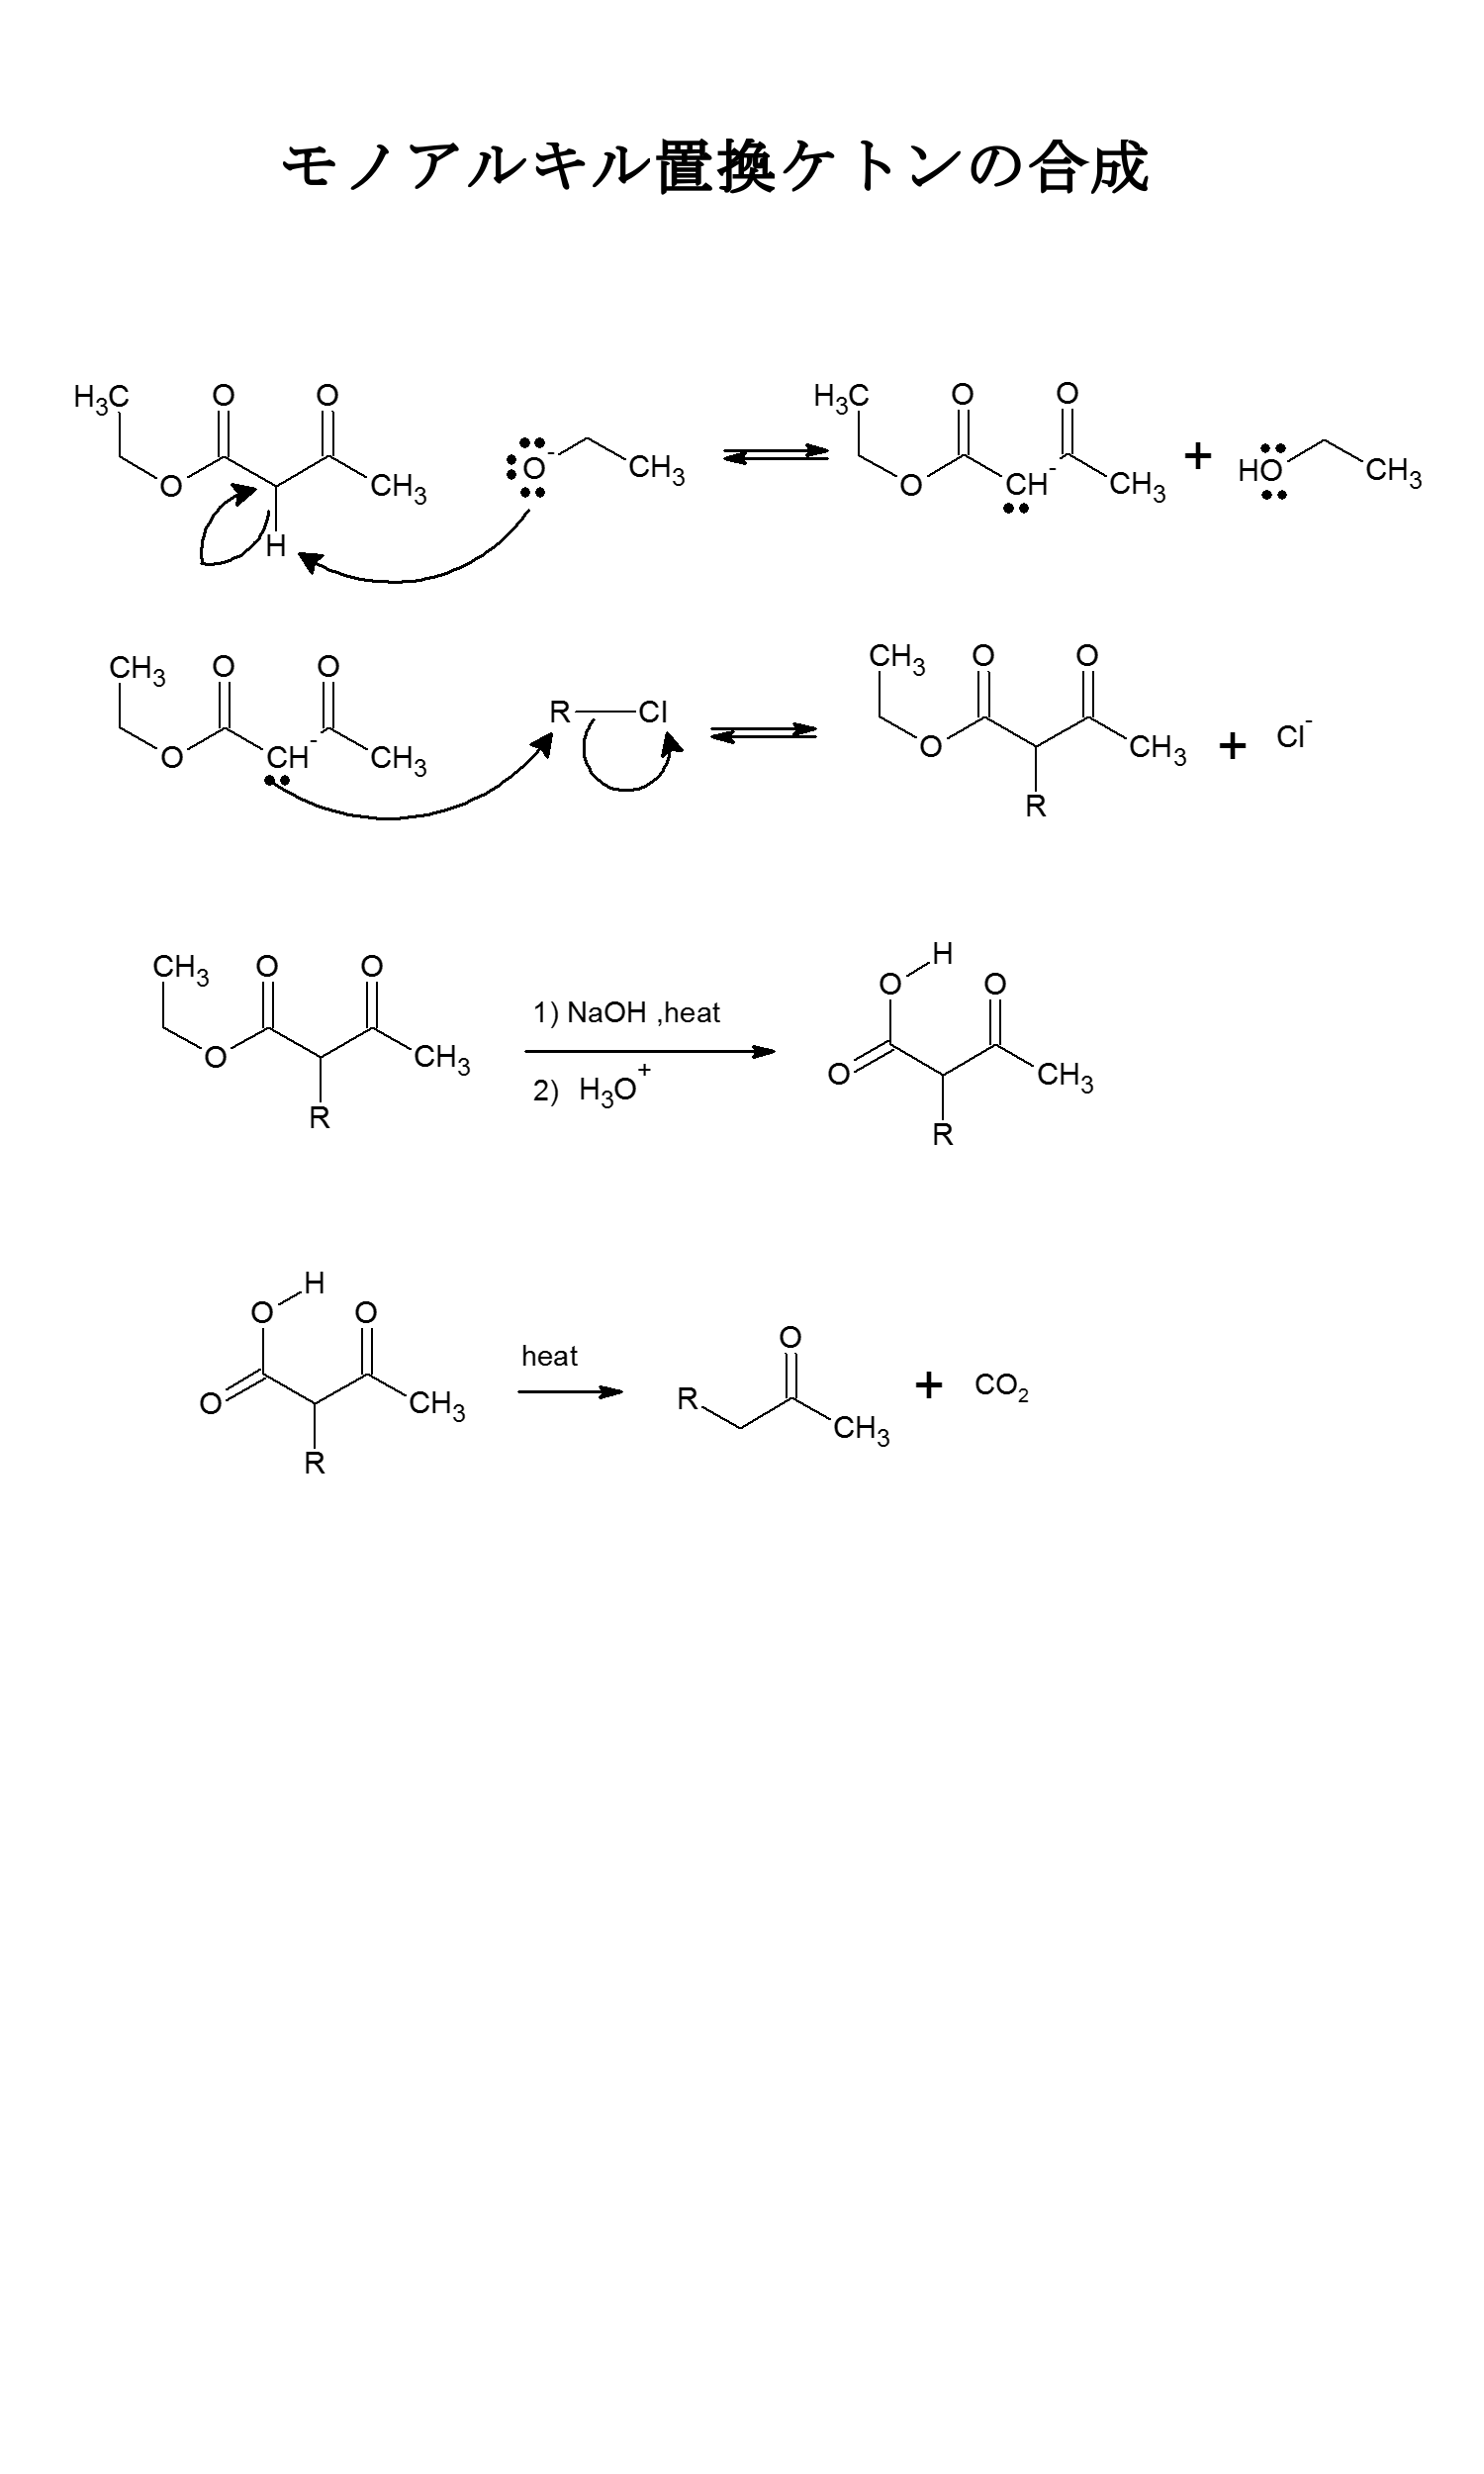 モノアルキル置換ケトンの合成
H3C O O O CH3 H O- CH3 H3C O O O CH- CH3 + HO CH3
CH3 O O O CH- CH3 R Cl CH3 O O O CH3 R + Cl-
CH3 O O O CH3 R 1) NaOH ,heat 2) H3O+ H O O O CH3 R
H O O O CH3 R heat O R CH3 + CO2